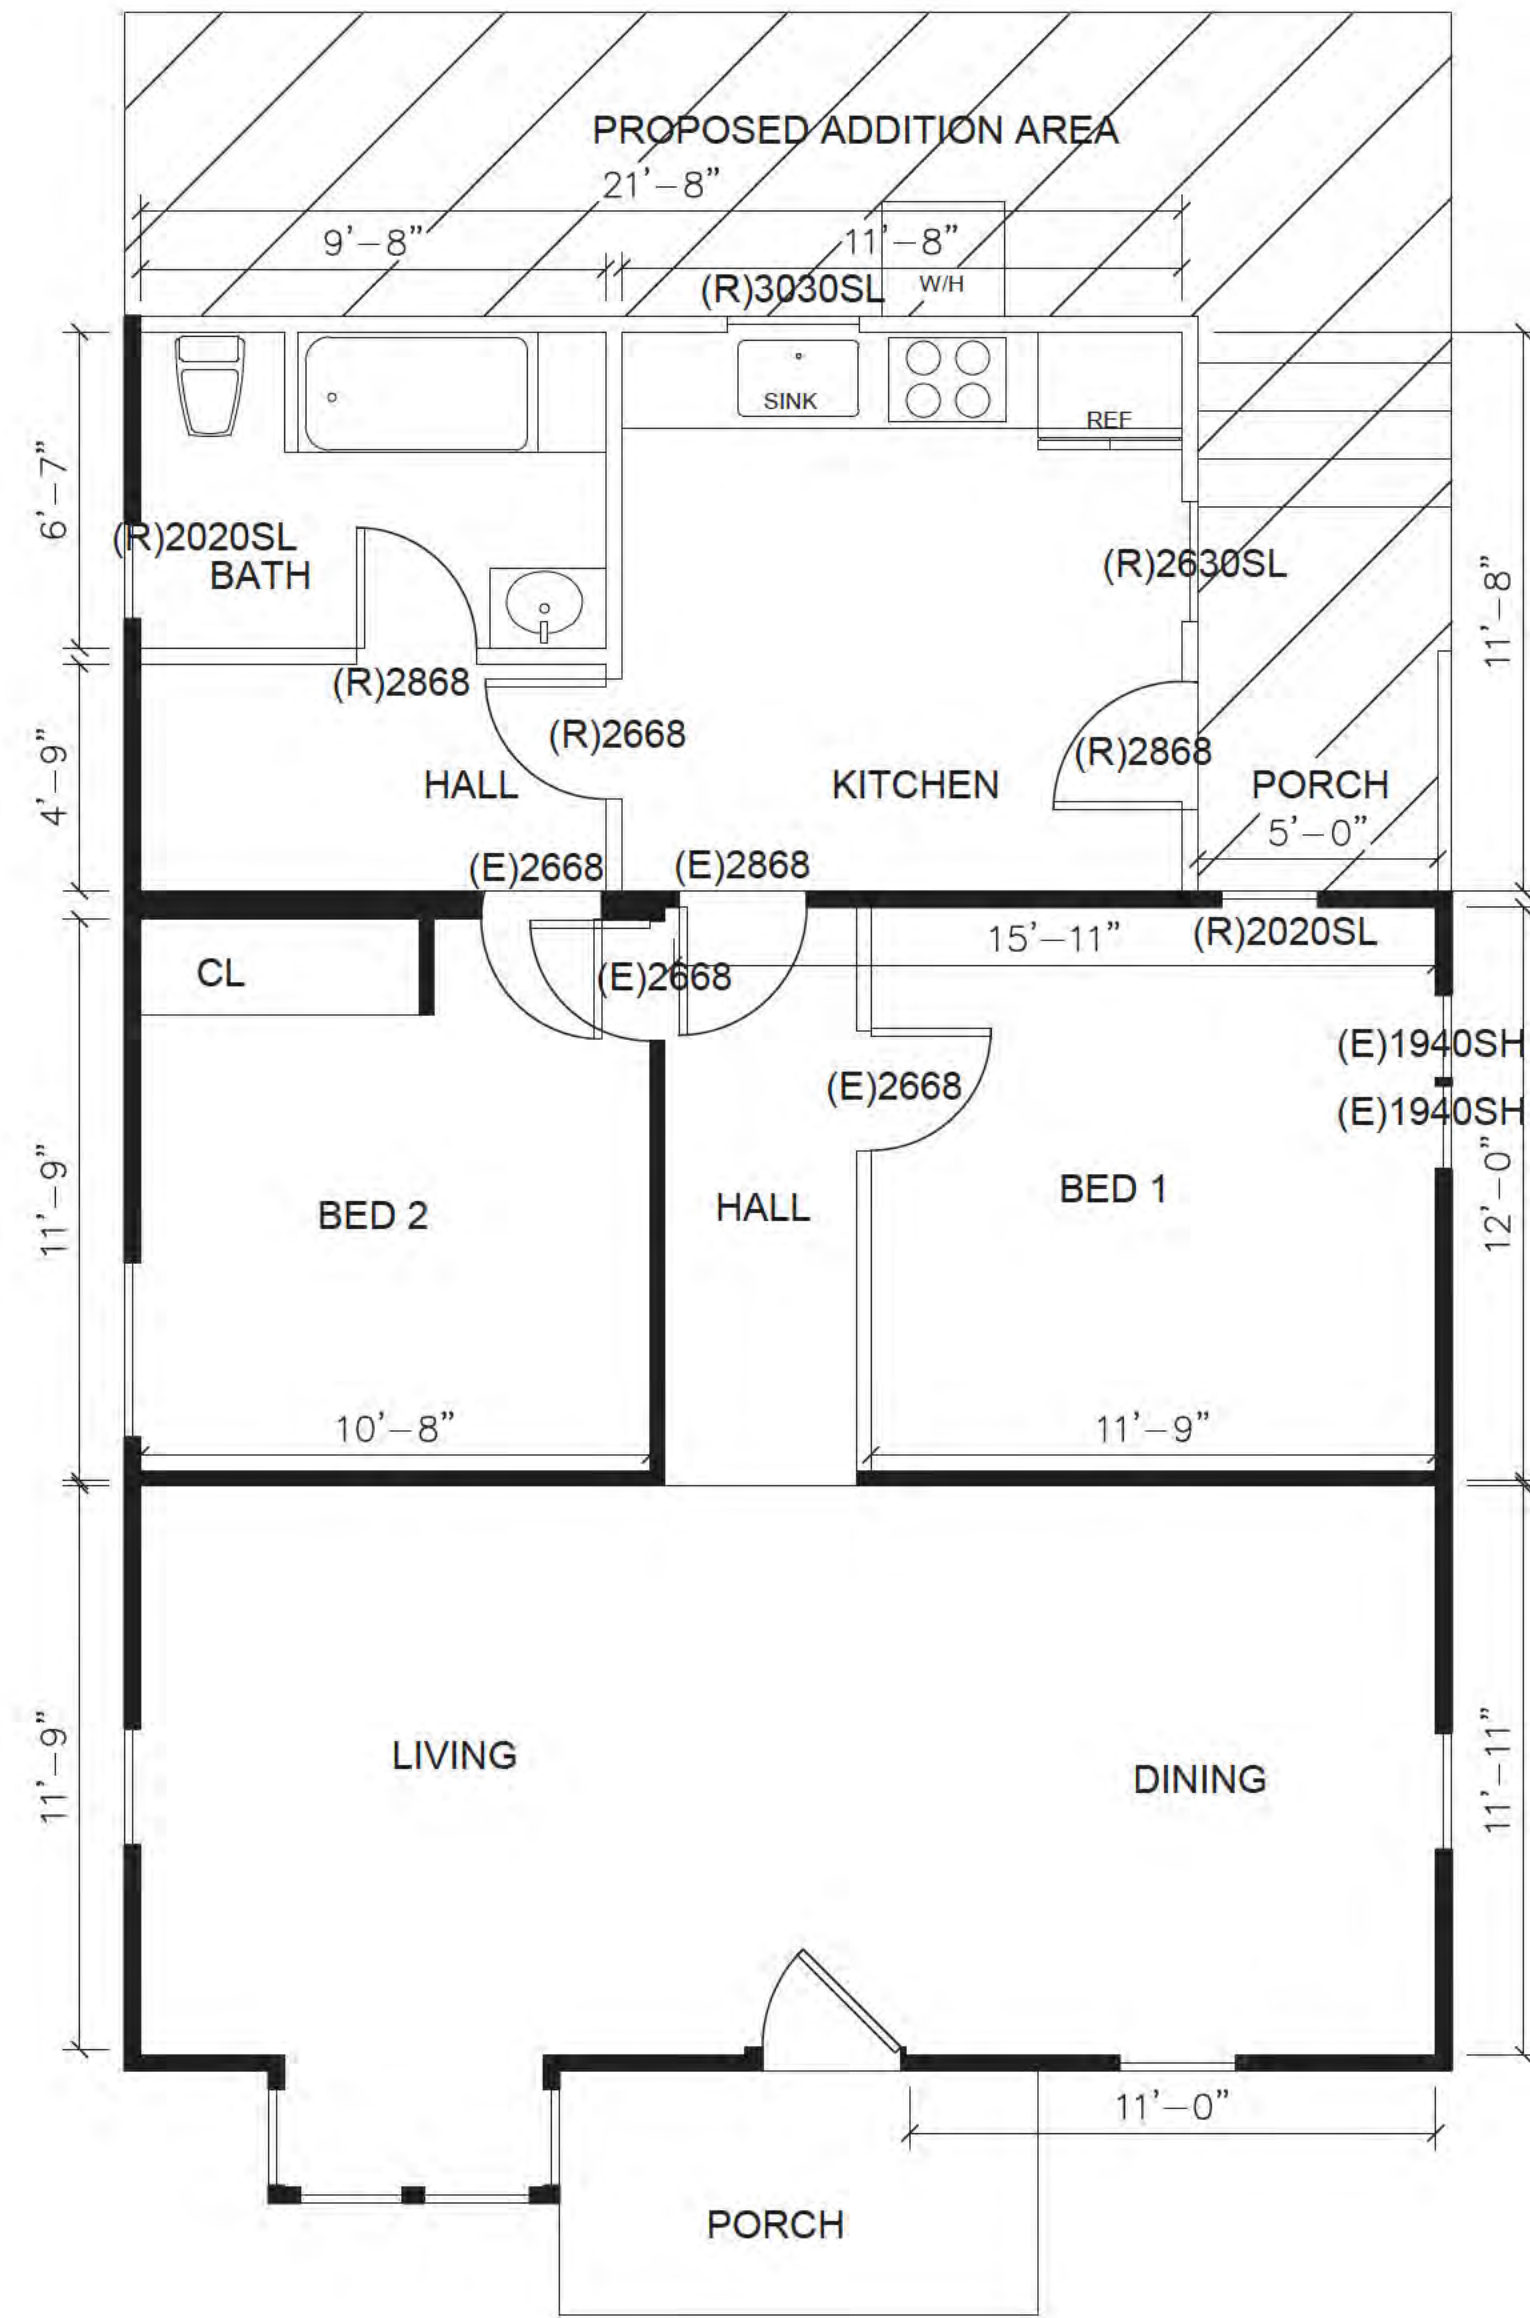 PROPOSED ADDITION AREA
21'-8"
9'-8"
11'-8"
(R)3030SL
W/H
SINK
REF
6'-7"
(R)2020SL
BATH
(R)2630SL
11'-8"
(R)2868
(R)2668
(R)2868
4'-9"
HALL
KITCHEN
PORCH
5'-0"
(E)2668
(E)2868
15'-11"
(R)2020SL
CL
(E)2668
(E)1940SH
(E)2668
(E)1940SH
11'-9"
12'-0"
BED 2
HALL
BED 1
10'-8"
11'-9"
11'-9"
LIVING
DINING
11'-11"
11'-0"
PORCH